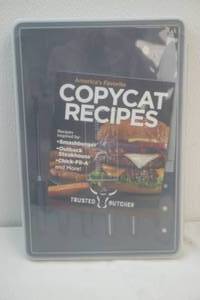 America's Favorite
COPYCAT
RECIPES
Recipes
inspired by:
•Smashburger
•Outback
Steakhouse
•Chick-Fil-A
and More!
TRUSTED BUTCHER